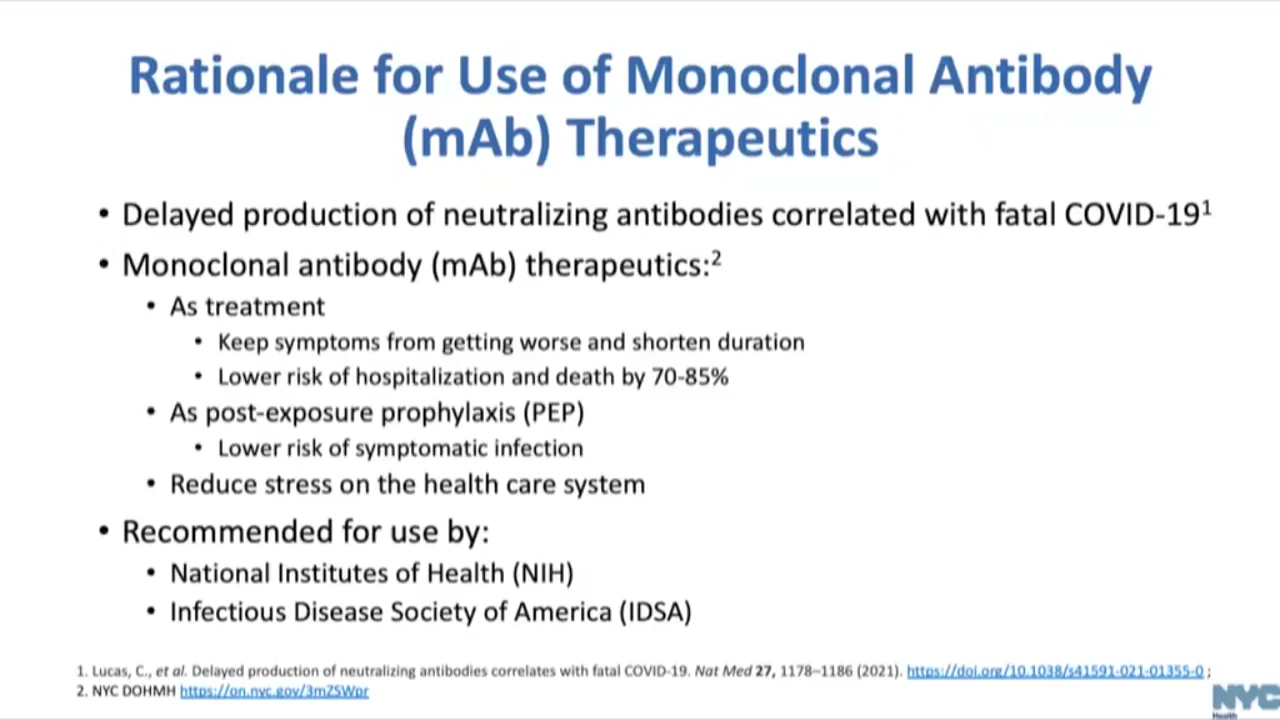 Rationale for Use of Monoclonal Antibody
(mAb) Therapeutics
• Delayed production of neutralizing antibodies correlated with fatal COVID-19¹
• Monoclonal antibody (mAb) therapeutics:²
• As treatment
• Keep symptoms from getting worse and shorten duration
• Lower risk of hospitalization and death by 70-85%
• As post-exposure prophylaxis (PEP)
• Lower risk of symptomatic infection
• Reduce stress on the health care system
• Recommended for use by:
• National Institutes of Health (NIH)
• Infectious Disease Society of America (IDSA)
1. Lucas, C., et al. Delayed production of neutralizing antibodies correlates with fatal COVID-19. Nat Med 27, 1178–1186 (2021). https://doi.org/10.1038/s41591-021-01355-0 ;
2. NYC DOHMH https://on.nyc.gov/3mZSWpr
NYC
Health